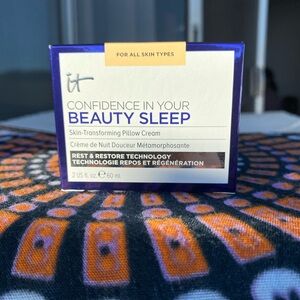 FOR ALL SKIN TYPES
it
CONFIDENCE IN YOUR
BEAUTY SLEEP
Skin-Transforming Pillow Cream
Crème de Nuit Douceur Métamorphosante
REST & RESTORE TECHNOLOGY
TECHNOLOGIE REPOS ET RÉGÉNÉRATION
2 US fl. oz. ℮ 60 mL